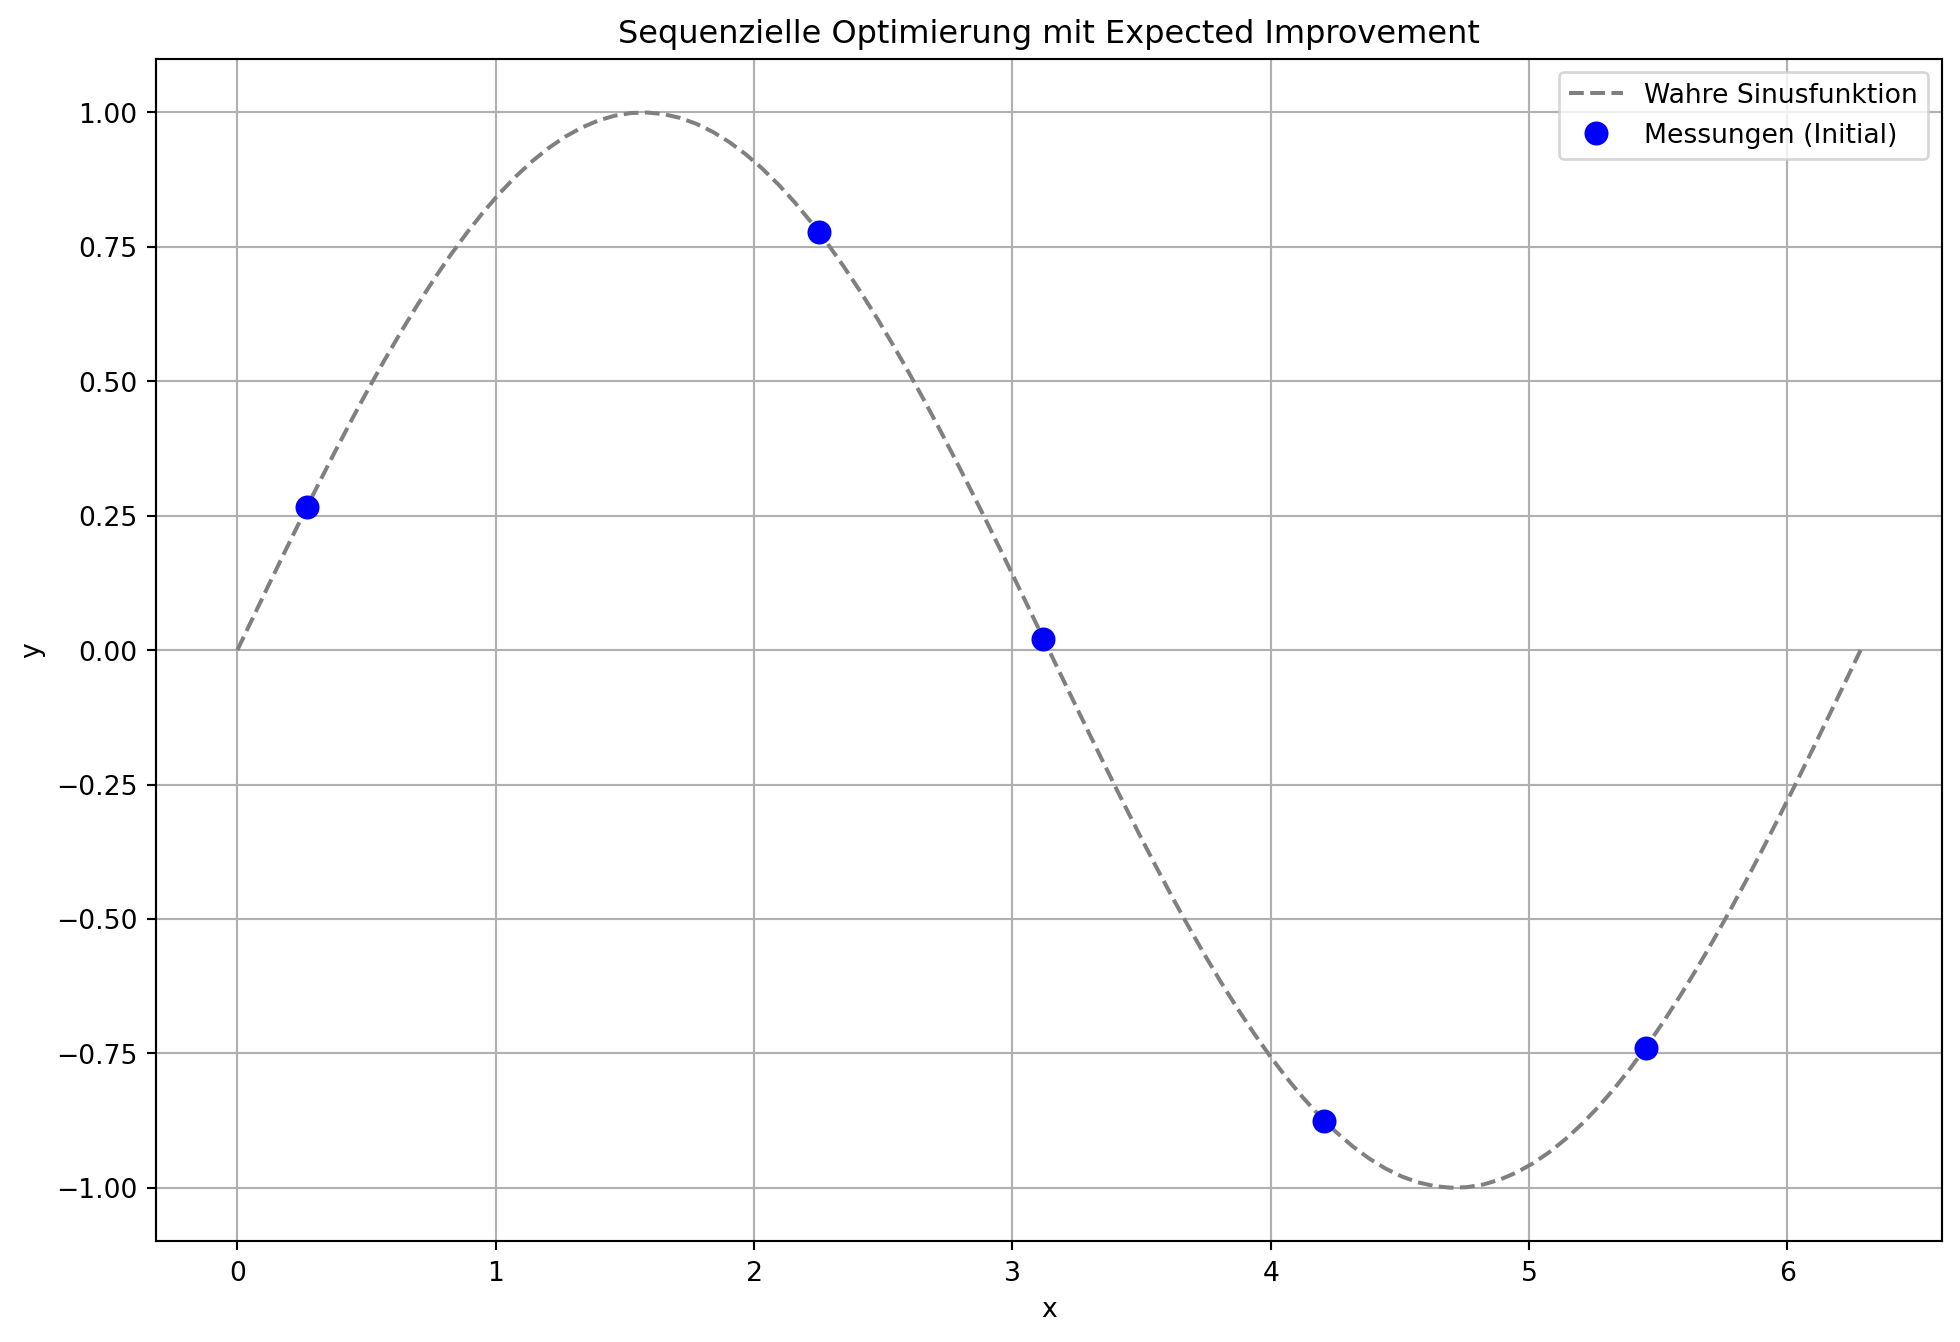 Sequenzielle Optimierung mit Expected Improvement
Wahre Sinusfunktion
Messungen (Initial)
1.00
0.75
0.50
0.25
0.00
−0.25
−0.50
−0.75
−1.00
y
0 1 2 3 4 5 6
x